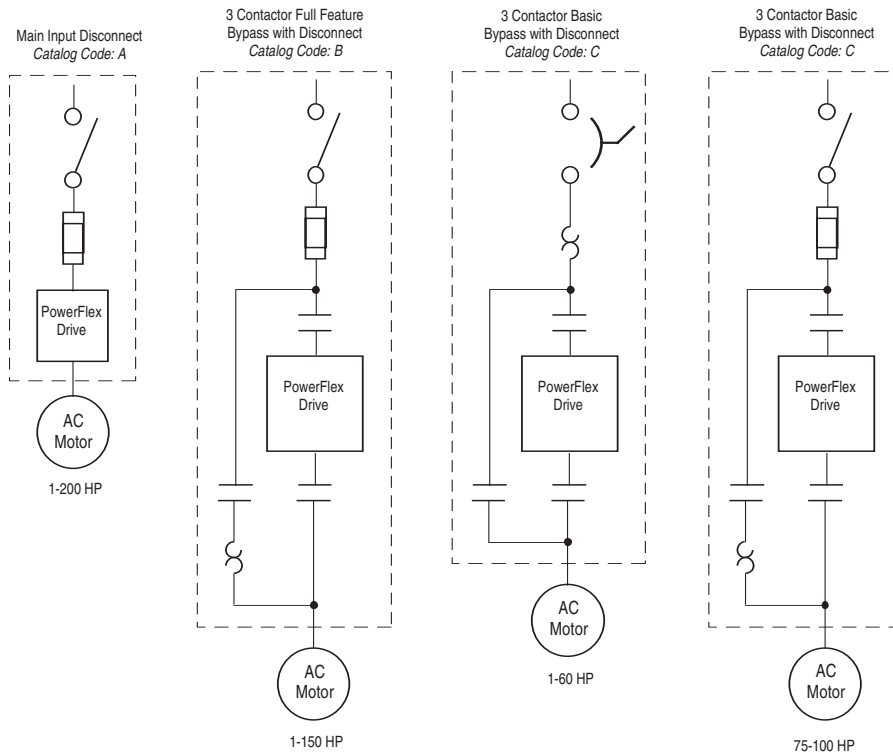 Main Input Disconnect
Catalog Code: A
PowerFlex
Drive
AC
Motor
1-200 HP
3 Contactor Full Feature
Bypass with Disconnect
Catalog Code: B
PowerFlex
Drive
AC
Motor
1-150 HP
3 Contactor Basic
Bypass with Disconnect
Catalog Code: C
PowerFlex
Drive
AC
Motor
1-60 HP
3 Contactor Basic
Bypass with Disconnect
Catalog Code: C
PowerFlex
Drive
AC
Motor
75-100 HP